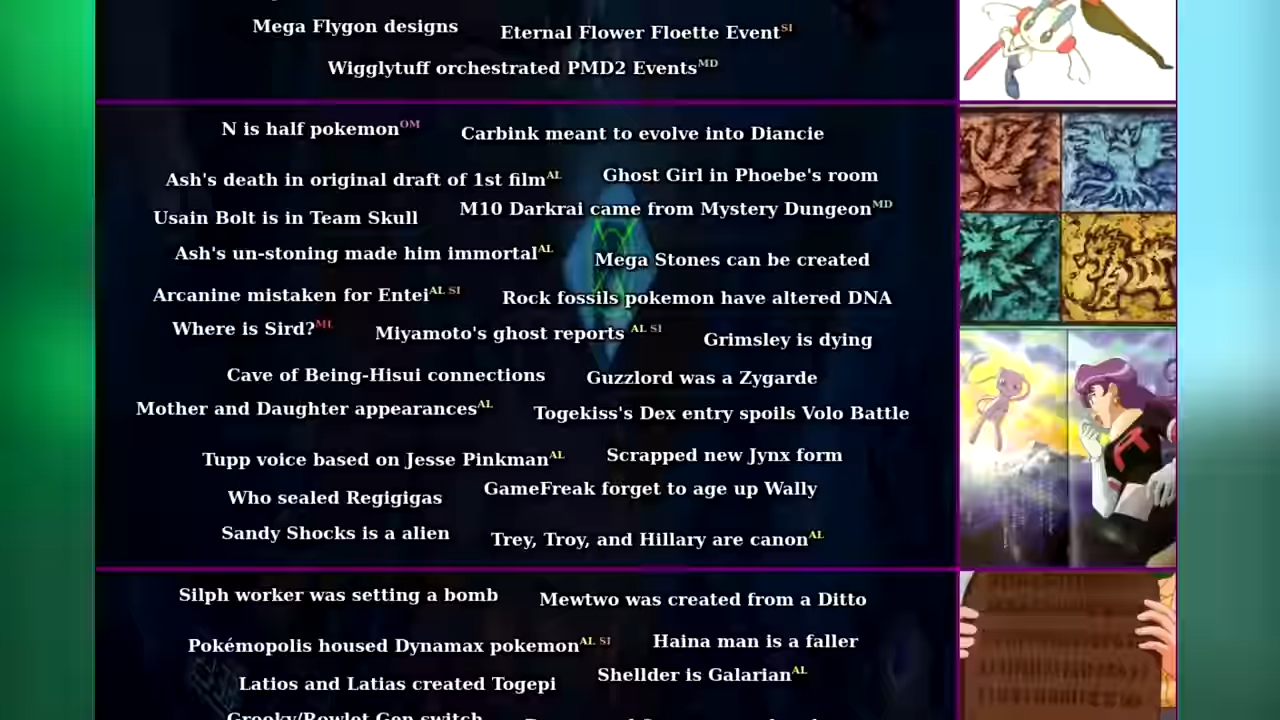 Mega Flygon designs
Eternal Flower Floette Event SI
Wigglytuff orchestrated PMD2 Events MD
N is half pokemon OM
Carbink meant to evolve into Diancie
Ash's death in original draft of 1st film AL
Ghost Girl in Phoebe's room
Usain Bolt is in Team Skull
M10 Darkrai came from Mystery Dungeon MD
Ash's un-stoning made him immortal AL
Mega Stones can be created
Arcanine mistaken for Entei AL SI
Rock fossils pokemon have altered DNA
Where is Sird? ML
Miyamoto's ghost reports AL SI
Grimsley is dying
Cave of Being-Hisui connections
Guzzlord was a Zygarde
Mother and Daughter appearances AL
Togekiss's Dex entry spoils Volo Battle
Tupp voice based on Jesse Pinkman AL
Scrapped new Jynx form
Who sealed Regigigas
GameFreak forget to age up Wally
Sandy Shocks is a alien
Trey, Troy, and Hillary are canon AL
Silph worker was setting a bomb
Mewtwo was created from a Ditto
Pokémopolis housed Dynamax pokemon AL SI
Haina man is a faller
Latios and Latias created Togepi
Shellder is Galarian AL